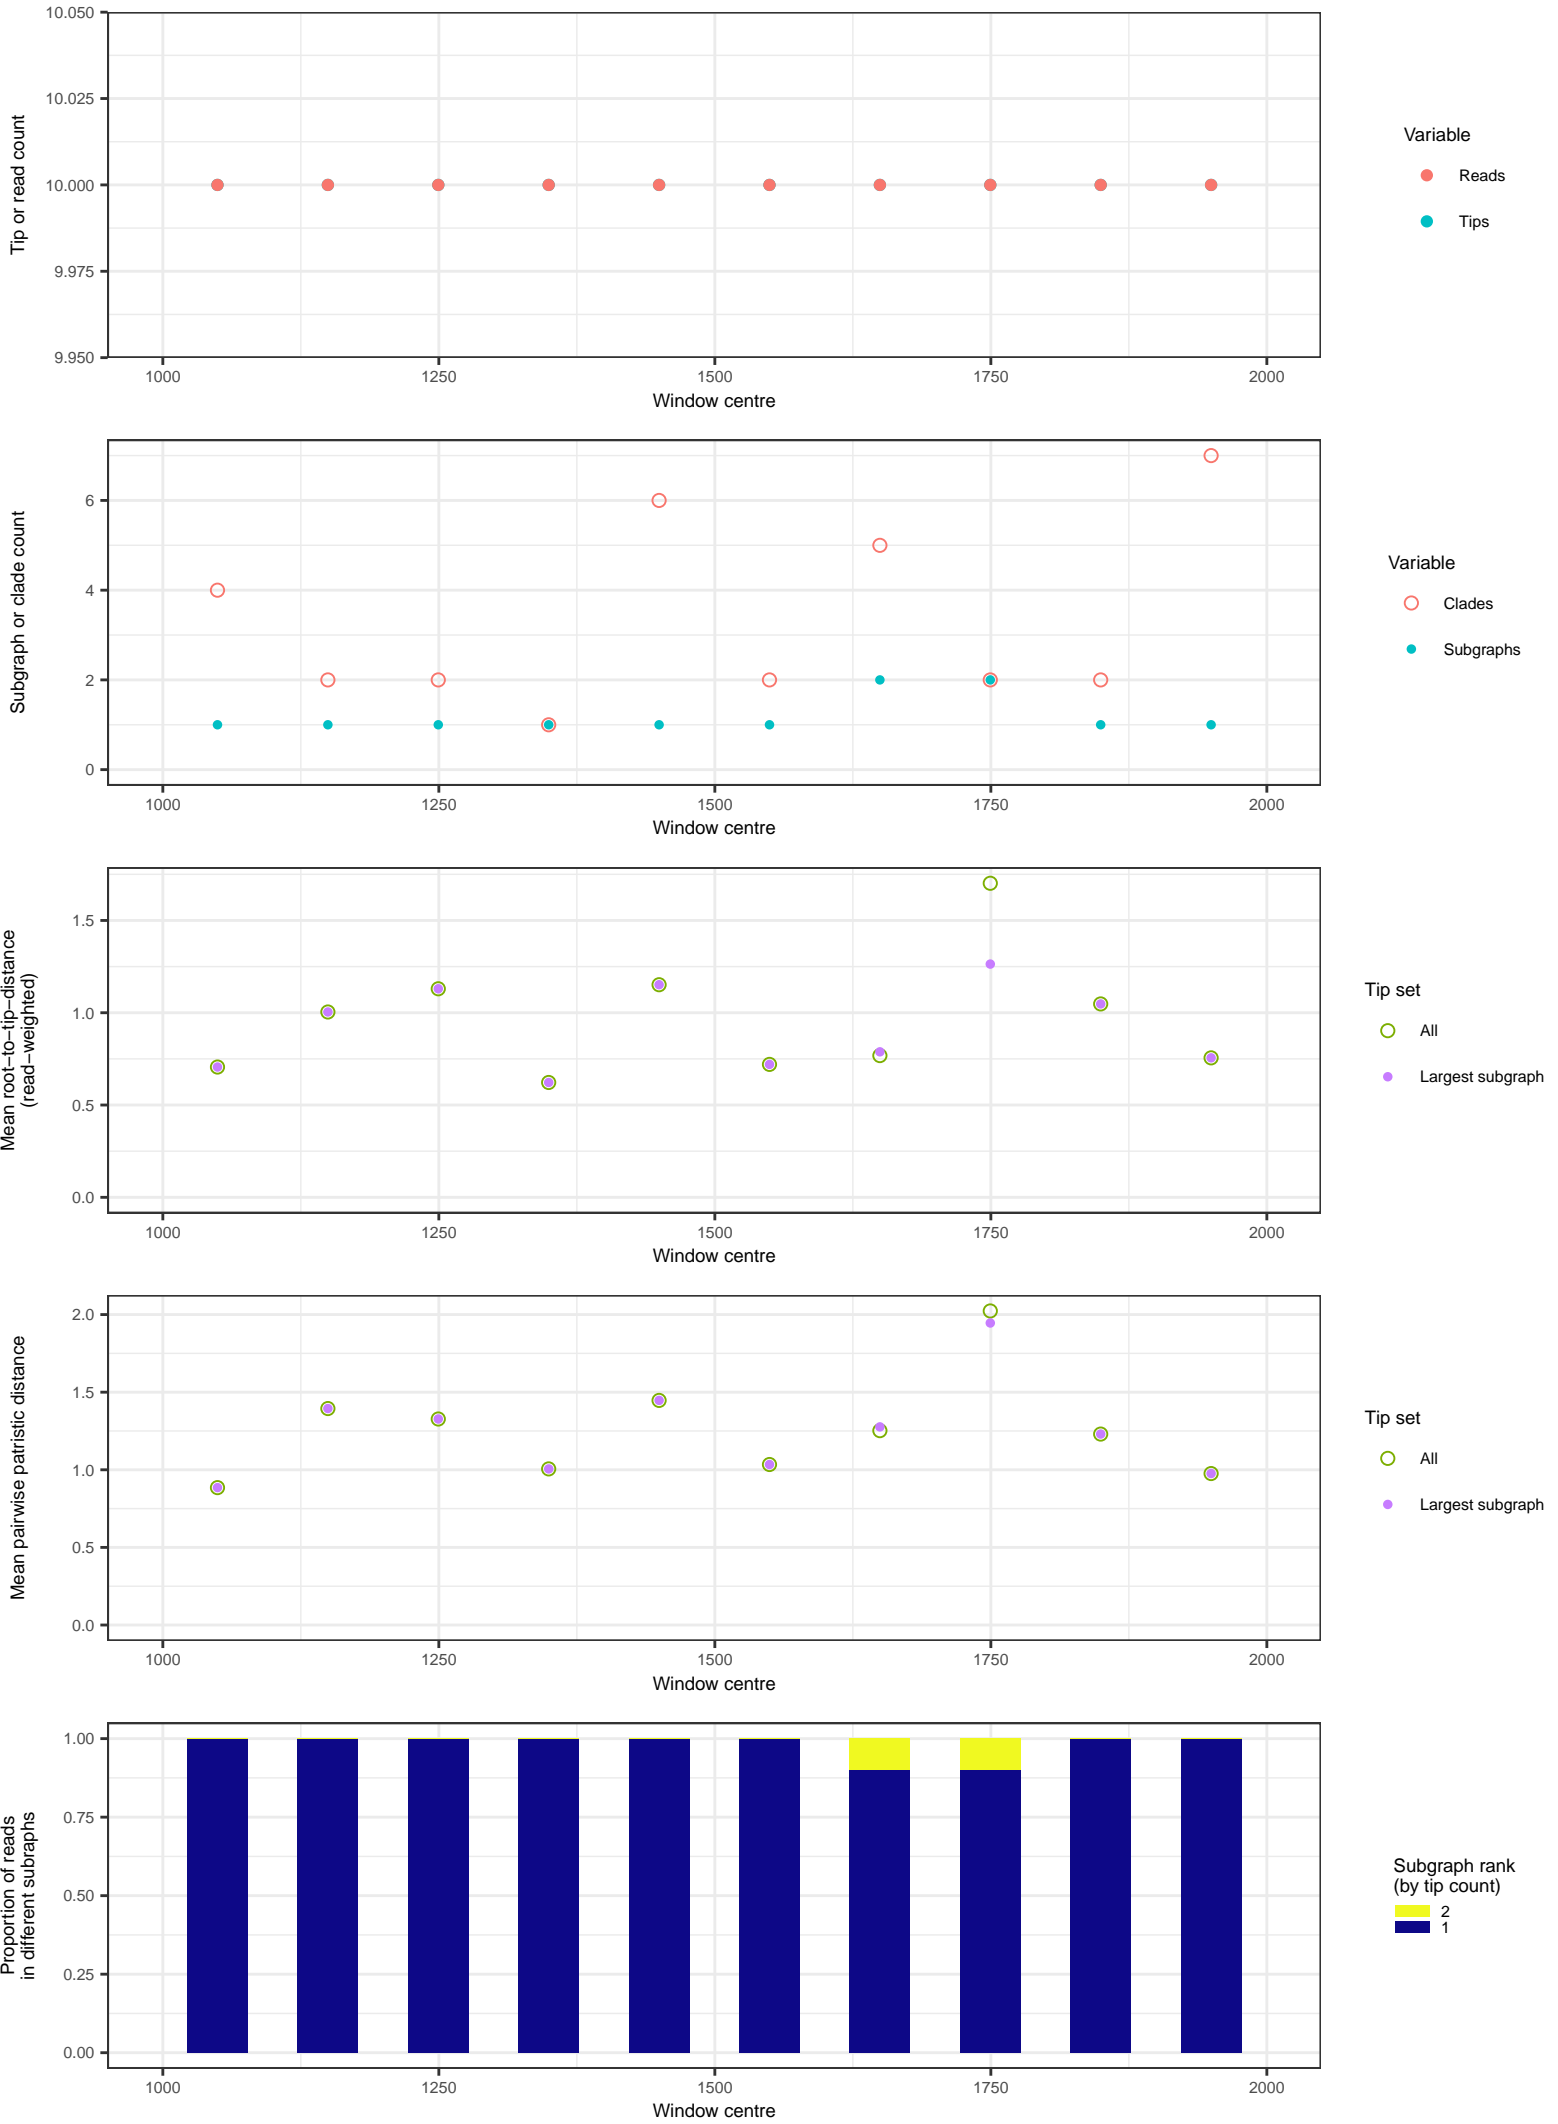 10.050
10.025
10.000
9.975
9.950
Tip or read count
1000
1250
1500
1750
2000
Window centre
Variable
Reads
Tips
6
4
2
0
Subgraph or clade count
1000
1250
1500
1750
2000
Window centre
Variable
Clades
Subgraphs
1.5
1.0
0.5
0.0
Mean root−to−tip−distance
(read−weighted)
1000
1250
1500
1750
2000
Window centre
Tip set
All
Largest subgraph
2.0
1.5
1.0
0.5
0.0
Mean pairwise patristic distance
1000
1250
1500
1750
2000
Window centre
Tip set
All
Largest subgraph
1.00
0.75
0.50
0.25
0.00
Proportion of reads
in different subraphs
1000
1250
1500
1750
2000
Window centre
Subgraph rank
(by tip count)
2
1